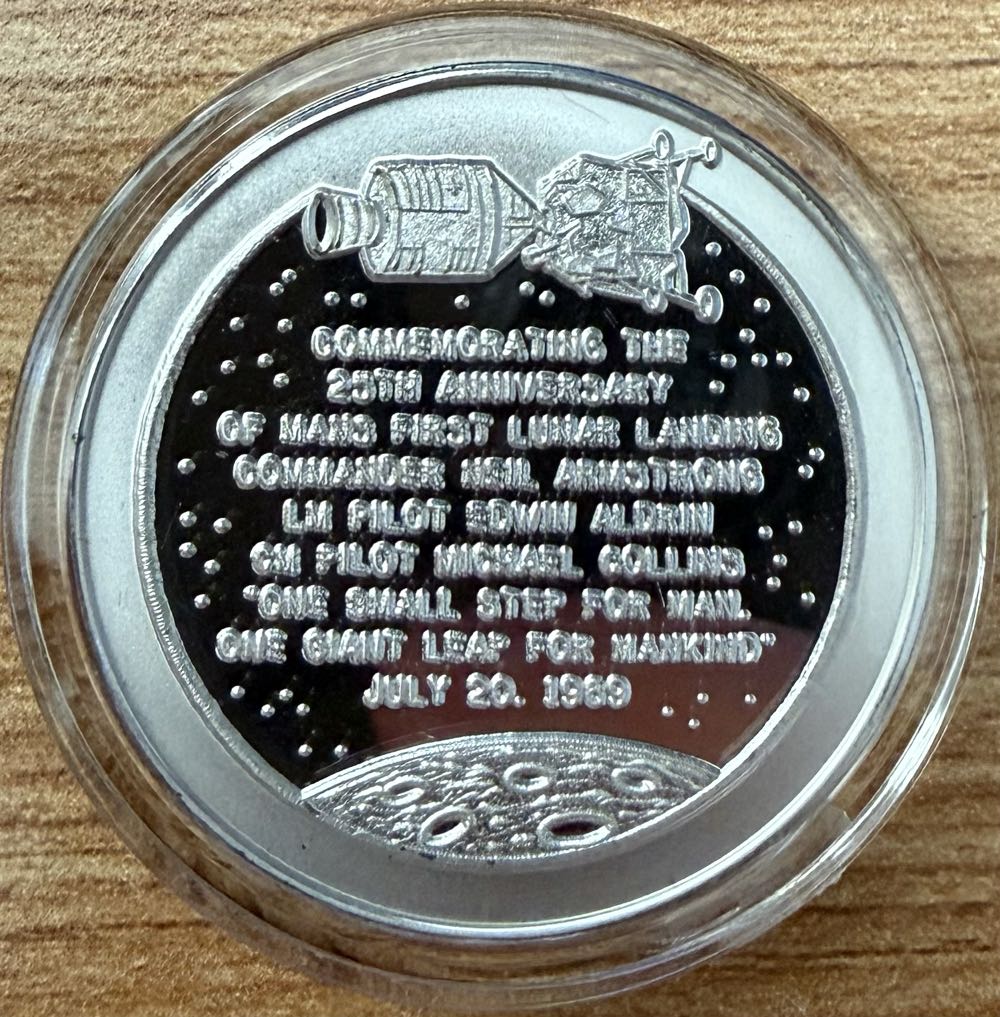 COMMEMORATING THE
25TH ANNIVERSARY
OF MANS FIRST LUNAR LANDING
COMMANDER NEIL ARMSTRONG
LM PILOT EDWIN ALDRIN
CM PILOT MICHAEL COLLINS
"ONE SMALL STEP FOR MAN.
ONE GIANT LEAP FOR MANKIND"
JULY 20. 1969